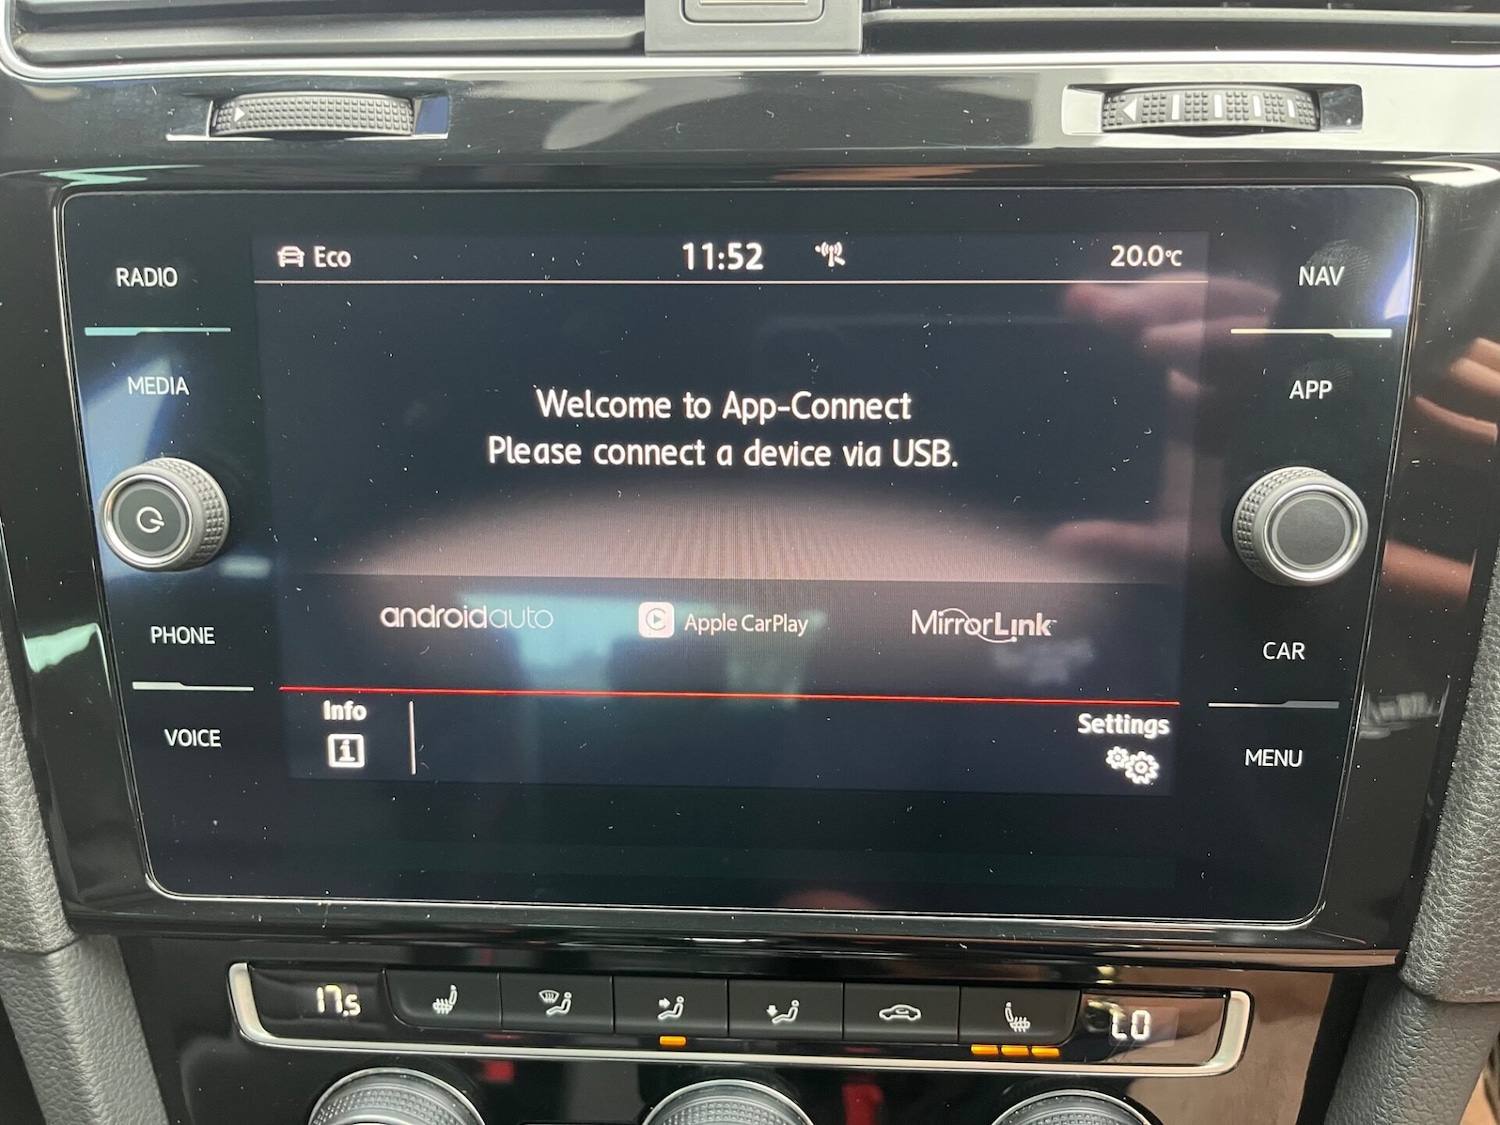 Eco 11:52 20.0°C
RADIO
NAV
MEDIA
APP
Welcome to App-Connect
Please connect a device via USB.
androidauto Apple CarPlay MirrorLink™
PHONE
CAR
VOICE
MENU
Info
Settings
17.5
LO